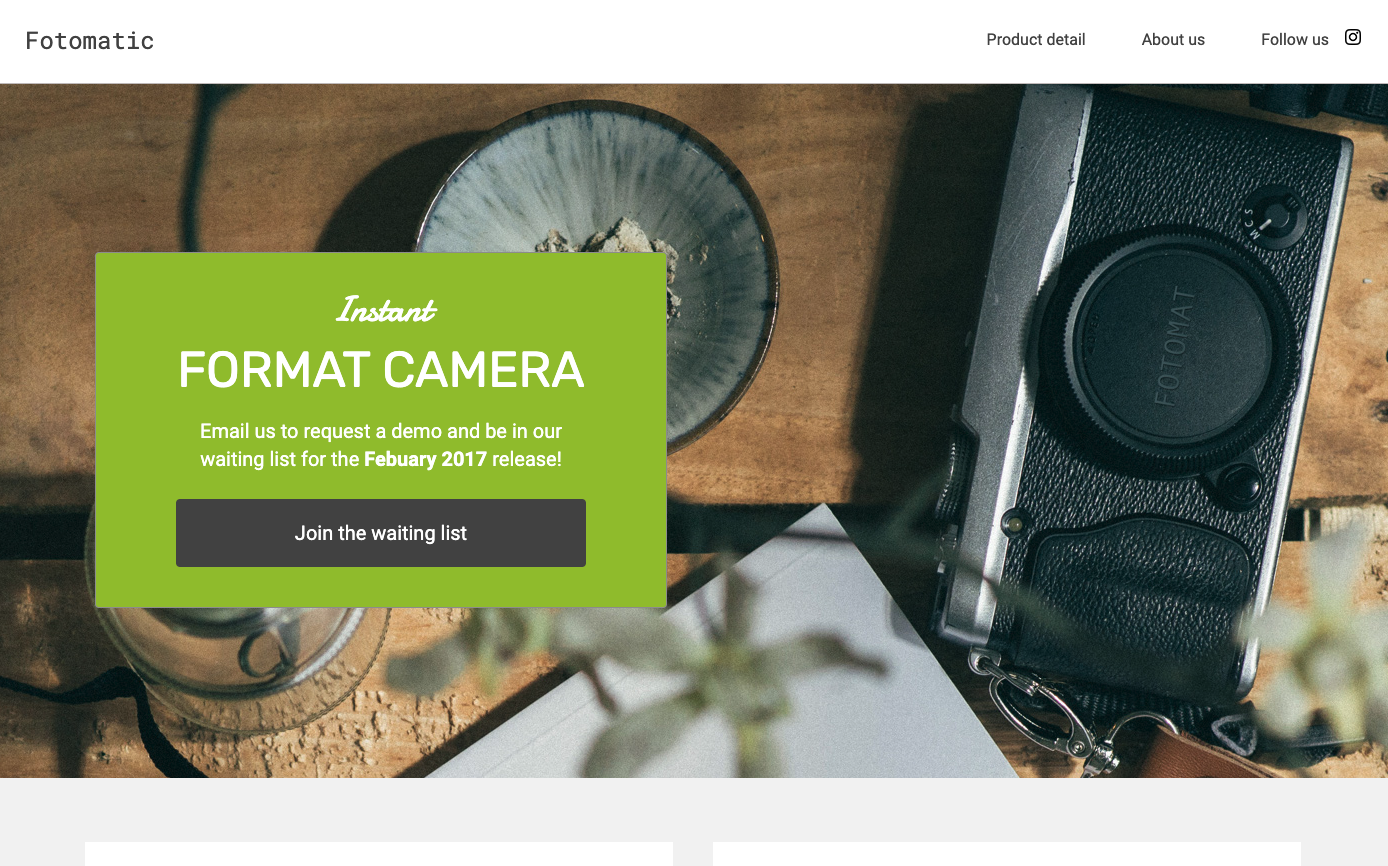 Fotomatic
Product detail
About us
Follow us
Instant
FORMAT CAMERA
Email us to request a demo and be in our
waiting list for the Febuary 2017 release!
Join the waiting list
FOTOMAT
S
C
M